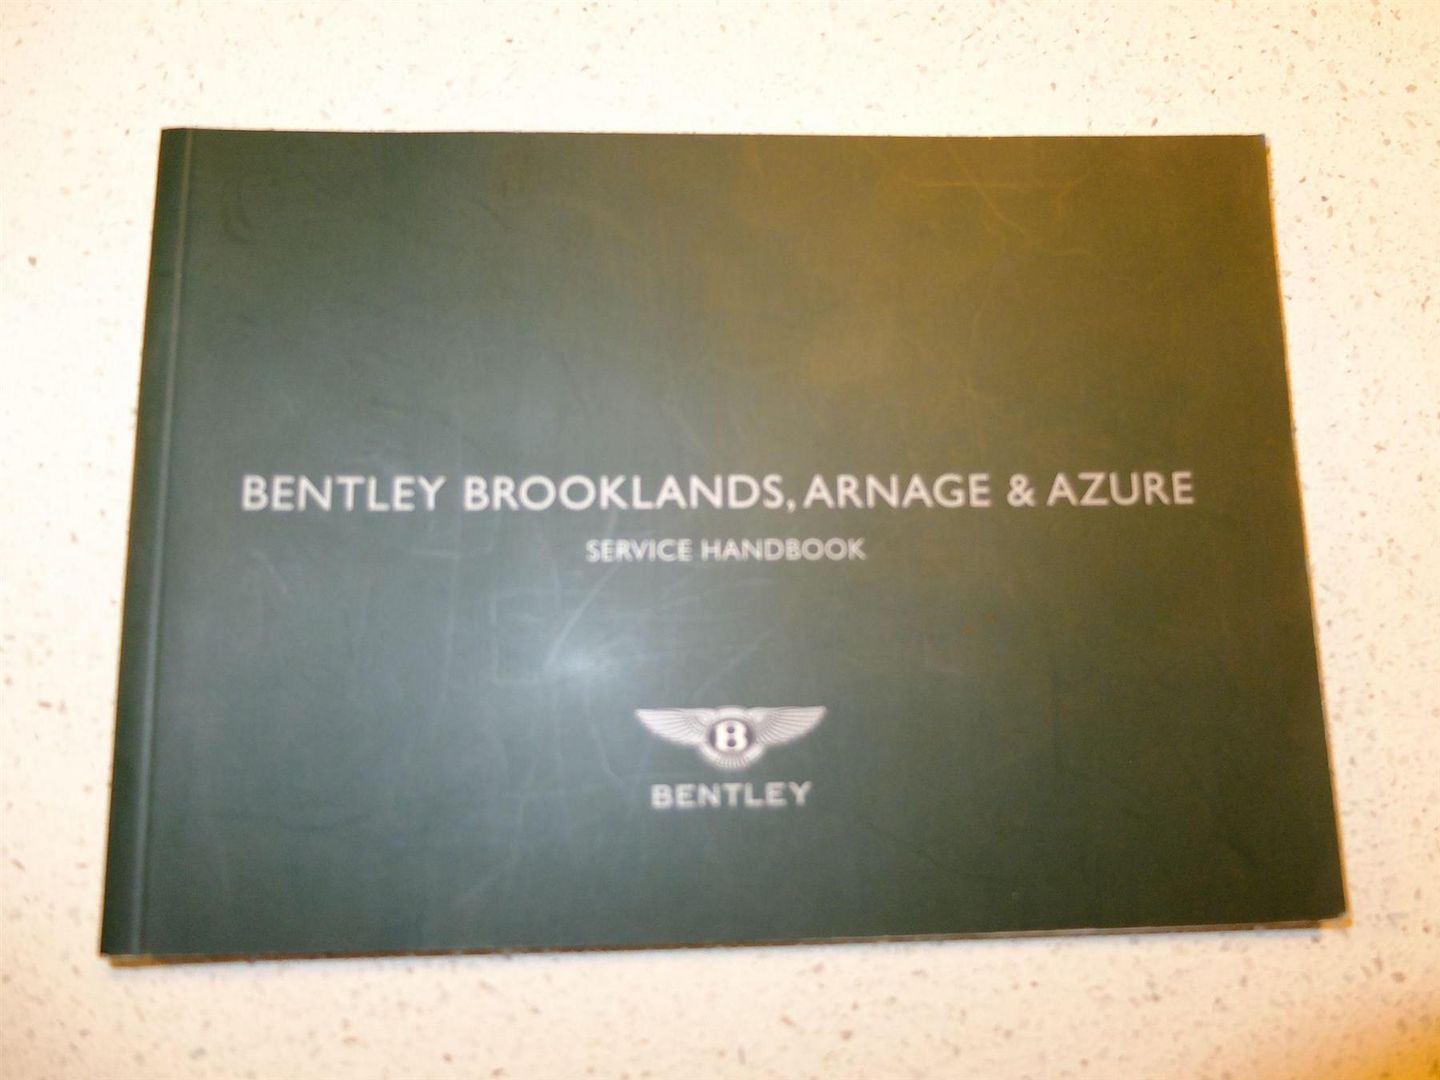 BENTLEY BROOKLANDS, ARNAGE & AZURE
SERVICE HANDBOOK
B
BENTLEY